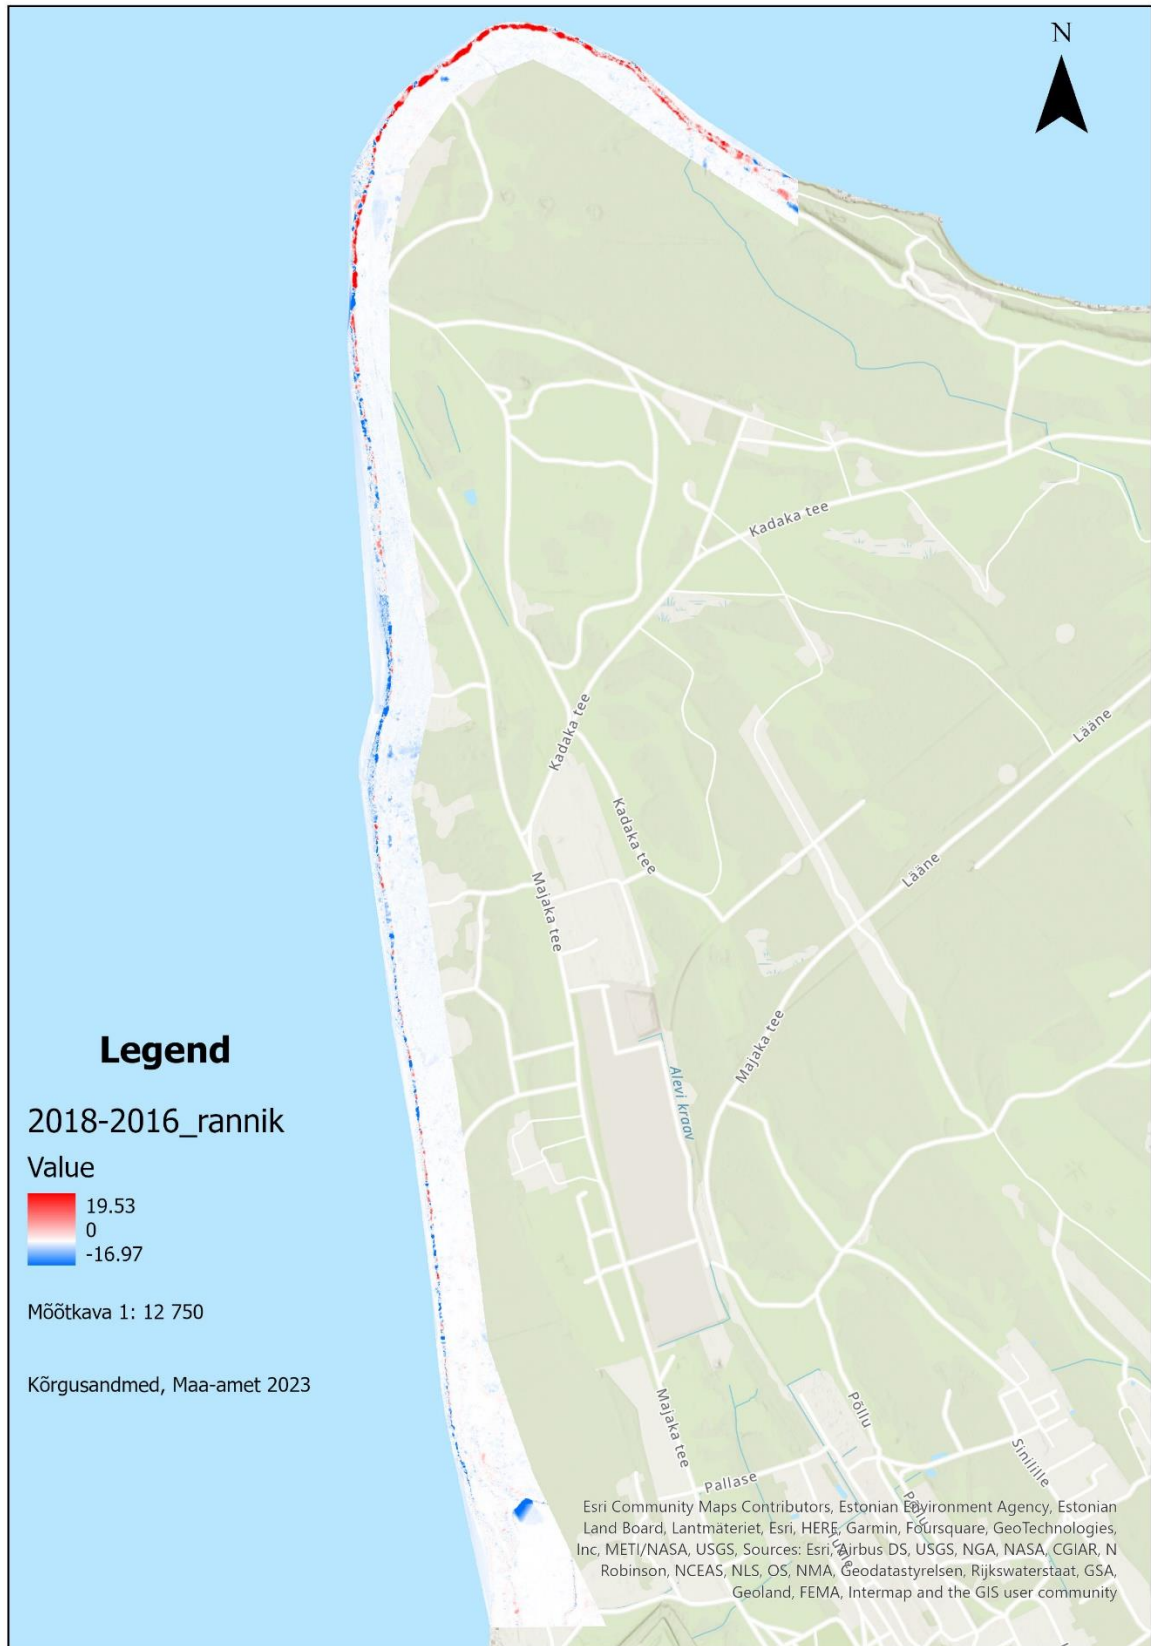 N
Kadaka tee
Kadaka tee
Lääne
Kadaka tee
Lääne
Majaka tee
Majaka tee
Alevi kraav
Legend
2018-2016_rannik
Value
19.53
0
-16.97
Mõõtkava 1: 12 750
Kõrgusandmed, Maa-amet 2023
Majaka tee
Põllu
Sinilille
Pallase
Põllu
Esri Community Maps Contributors, Estonian Environment Agency, Estonian
Land Board, Lantmäteriet, Esri, HERE, Garmin, Foursquare, GeoTechnologies,
Inc, METI/NASA, USGS, Sources: Esri, Airbus DS, USGS, NGA, NASA, CGIAR, N
Robinson, NCEAS, NLS, OS, NMA, Geodatastyrelsen, Rijkswaterstaat, GSA,
Geoland, FEMA, Intermap and the GIS user community